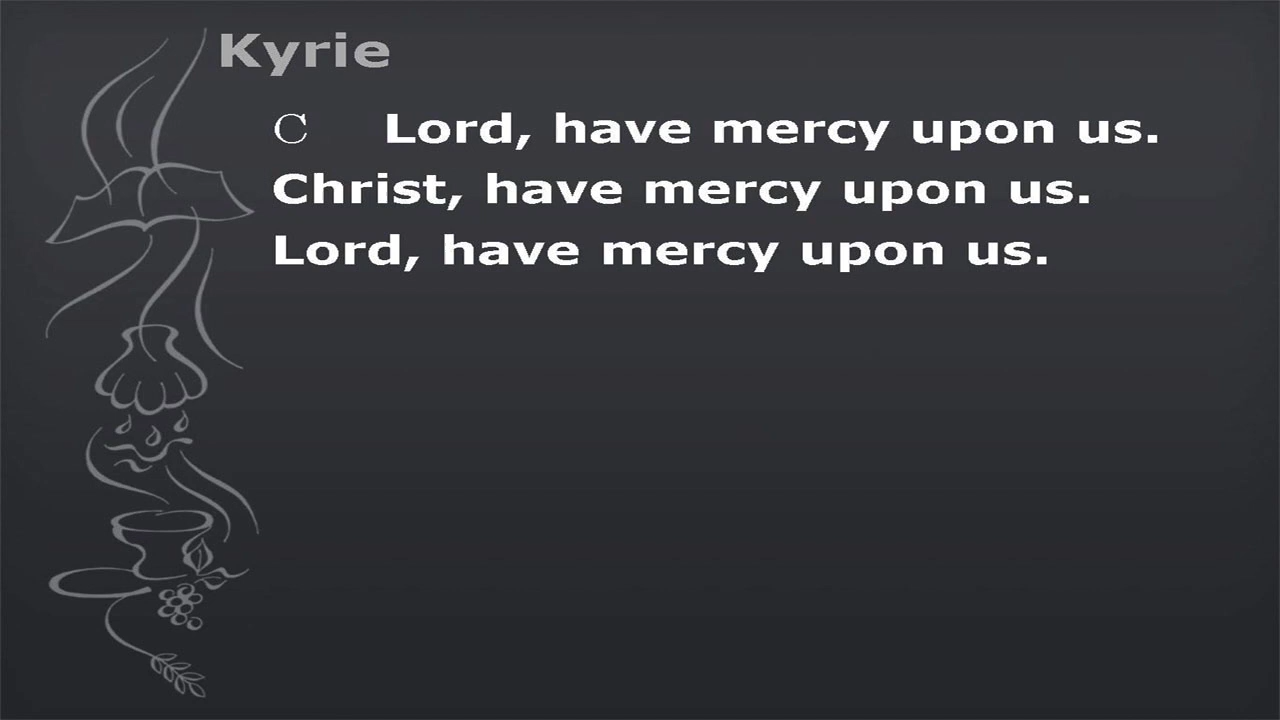 Kyrie
C Lord, have mercy upon us.
Christ, have mercy upon us.
Lord, have mercy upon us.